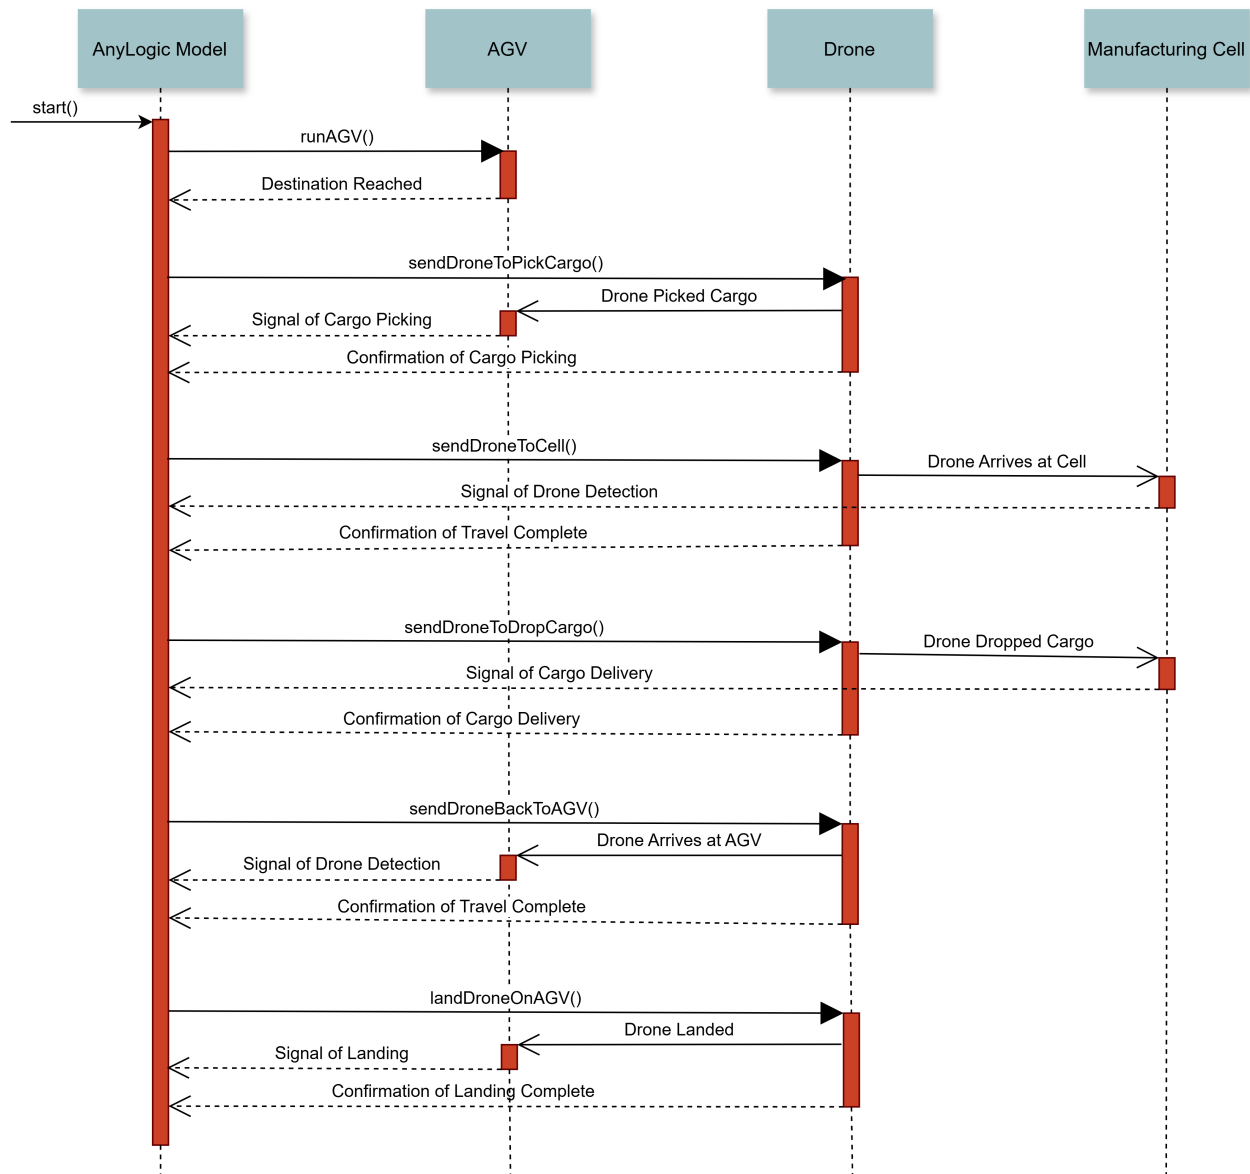 AnyLogic Model
AGV
Drone
Manufacturing Cell
start()
runAGV()
Destination Reached
sendDroneToPickCargo()
Drone Picked Cargo
Signal of Cargo Picking
Confirmation of Cargo Picking
sendDroneToCell()
Drone Arrives at Cell
Signal of Drone Detection
Confirmation of Travel Complete
sendDroneToDropCargo()
Drone Dropped Cargo
Signal of Cargo Delivery
Confirmation of Cargo Delivery
sendDroneBackToAGV()
Drone Arrives at AGV
Signal of Drone Detection
Confirmation of Travel Complete
landDroneOnAGV()
Drone Landed
Signal of Landing
Confirmation of Landing Complete